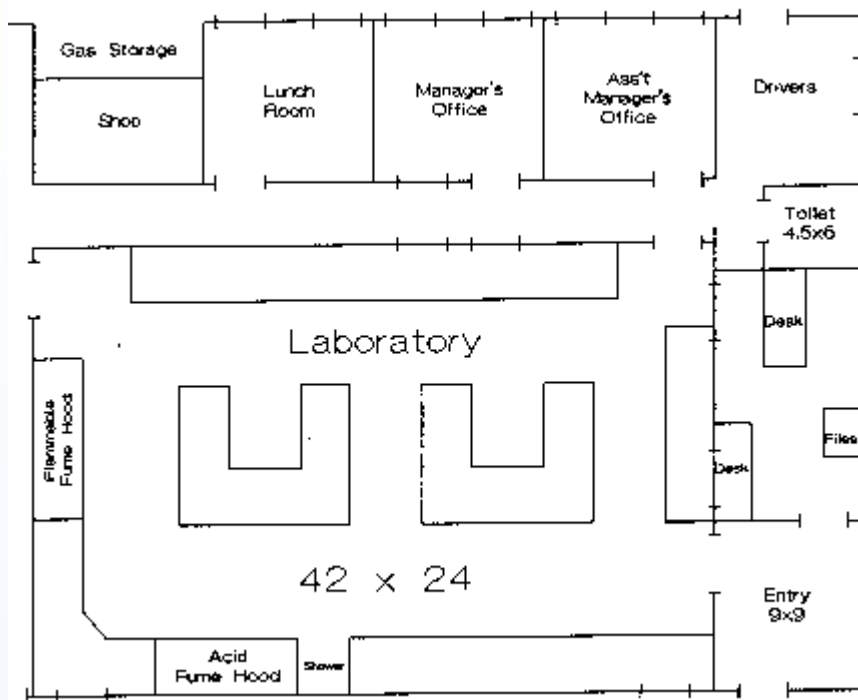 Gas Storage
Shop
Lunch
Room
Manager's
Office
Ass't
Manager's
Office
Drivers
Toilet
4.5x6
Laboratory
Desk
Flammable
Fume Hood
Files
Desk
42 x 24
Entry
9x9
Acid
Fume Hood
Shower